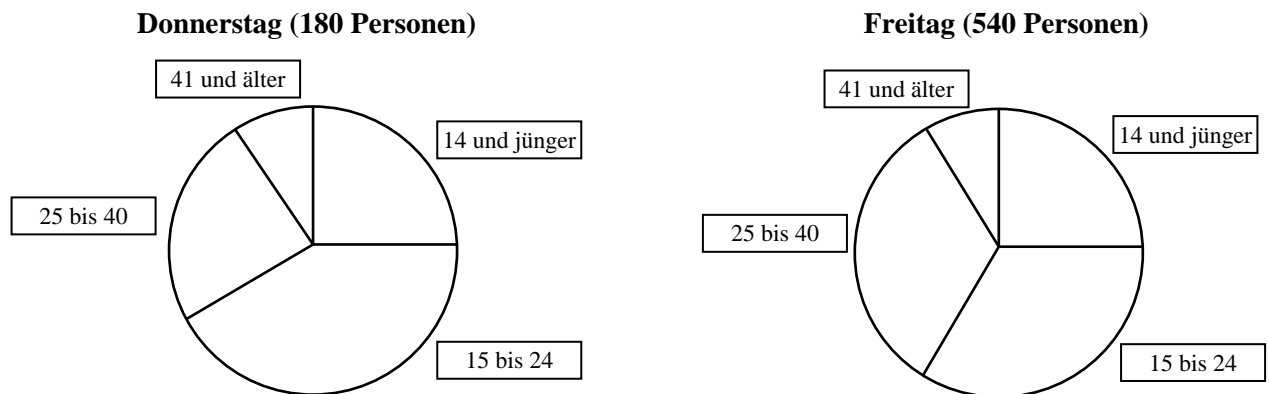 Donnerstag (180 Personen)
41 und älter
14 und jünger
25 bis 40
15 bis 24
Freitag (540 Personen)
41 und älter
14 und jünger
25 bis 40
15 bis 24